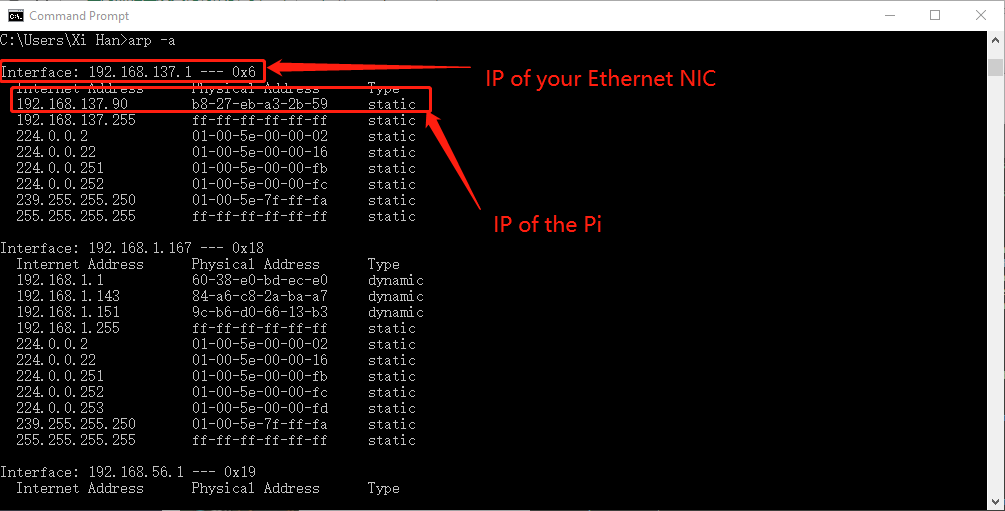 Command Prompt
C:\Users\Xi Han>arp -a
Interface: 192.168.137.1 --- 0x6
IP of your Ethernet NIC
Internet Address Physical Address Type
192.168.137.90 b8-27-eb-a3-2b-59 static
192.168.137.255 ff-ff-ff-ff-ff-ff static
224.0.0.2 01-00-5e-00-00-02 static
224.0.0.22 01-00-5e-00-00-16 static
224.0.0.251 01-00-5e-00-00-fb static
224.0.0.252 01-00-5e-00-00-fc static
239.255.255.250 01-00-5e-7f-ff-fa static
255.255.255.255 ff-ff-ff-ff-ff-ff static
IP of the Pi
Interface: 192.168.1.167 --- 0x18
Internet Address Physical Address Type
192.168.1.1 60-38-e0-bd-ec-e0 dynamic
192.168.1.143 84-a6-c8-2a-ba-a7 dynamic
192.168.1.151 9c-b6-d0-66-13-b3 dynamic
192.168.1.255 ff-ff-ff-ff-ff-ff static
224.0.0.2 01-00-5e-00-00-02 static
224.0.0.22 01-00-5e-00-00-16 static
224.0.0.251 01-00-5e-00-00-fb static
224.0.0.252 01-00-5e-00-00-fc static
224.0.0.253 01-00-5e-00-00-fd static
239.255.255.250 01-00-5e-7f-ff-fa static
255.255.255.255 ff-ff-ff-ff-ff-ff static
Interface: 192.168.56.1 --- 0x19
Internet Address Physical Address Type